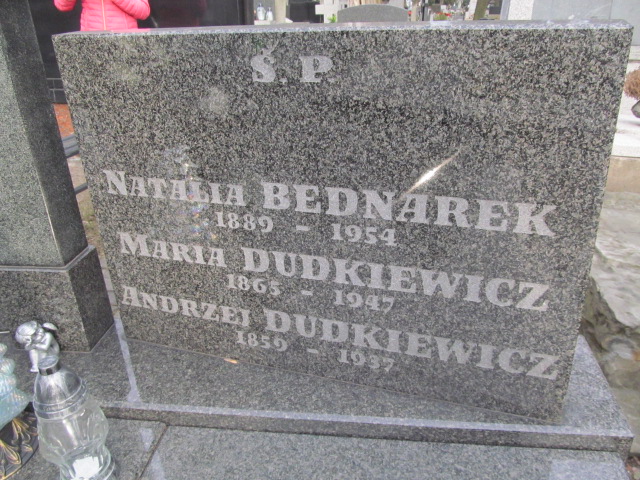 Ś.P.
NATALIA BEDNAREK
1889 - 1954
MARIA DUDKIEWICZ
1865 - 1947
ANDRZEJ DUDKIEWICZ
1859 - 1937